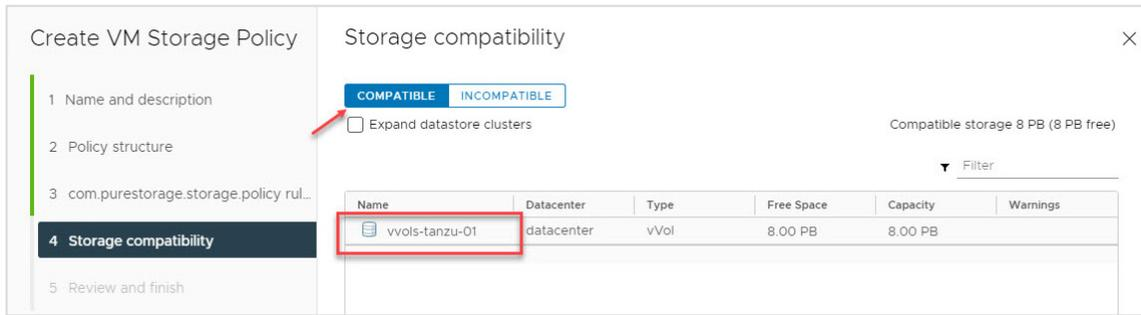 Create VM Storage Policy
1 Name and description
2 Policy structure
3 com.purestorage.storage.policy rul...
4 Storage compatibility
5 Review and finish
Storage compatibility
COMPATIBLE INCOMPATIBLE
Expand datastore clusters
Compatible storage 8 PB (8 PB free)
Filter
Name Datacenter Type Free Space Capacity Warnings
vvols-tanzu-01 datacenter vVol 8.00 PB 8.00 PB